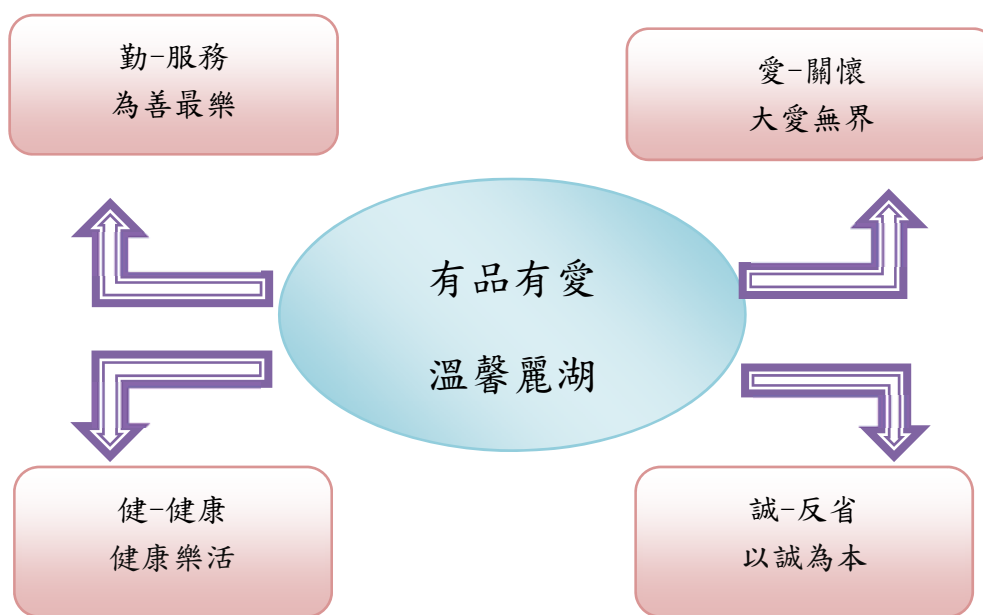 勤-服務
為善最樂
愛-關懷
大愛無界
有品有愛
溫馨麗湖
健-健康
健康樂活
誠-反省
以誠為本